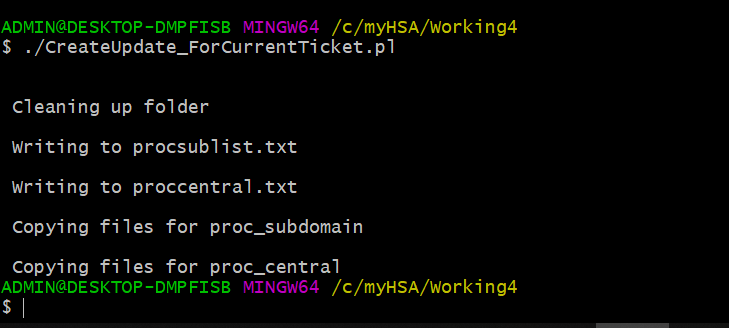 ADMIN@DESKTOP-DMPFISB MINGW64 /c/myHSA/Working4
$ ./CreateUpdate_ForCurrentTicket.pl
Cleaning up folder
Writing to procsublist.txt
Writing to proccentral.txt
Copying files for proc_subdomain
Copying files for proc_central
ADMIN@DESKTOP-DMPFISB MINGW64 /c/myHSA/Working4
$